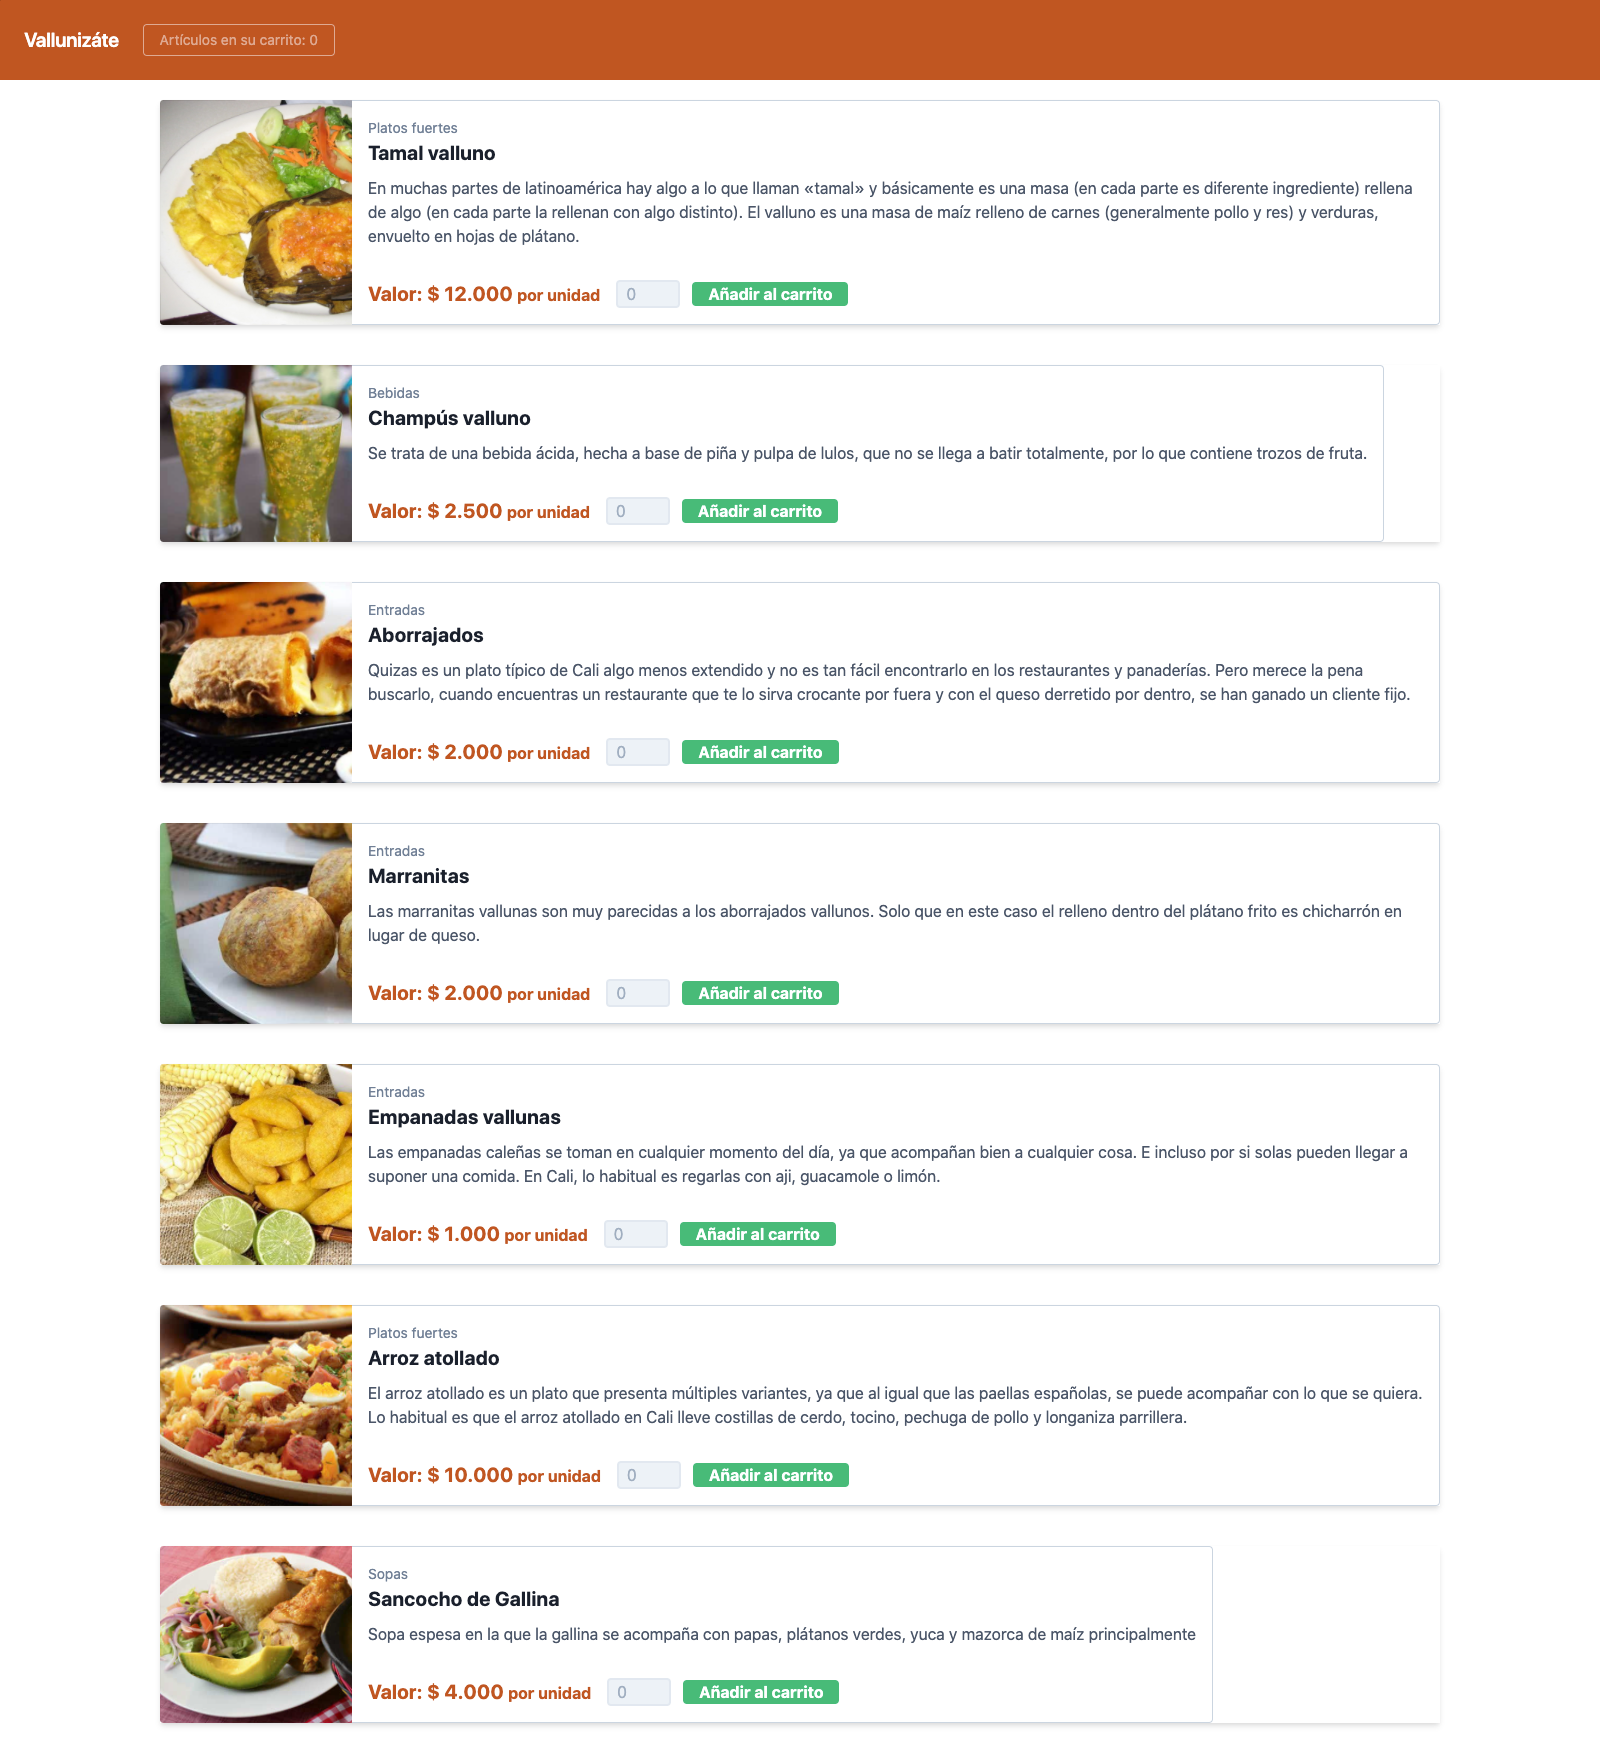 Vallunizáte
Artículos en su carrito: 0
Platos fuertes
Tamal valluno
En muchas partes de latinoamérica hay algo a lo que llaman «tamal» y básicamente es una masa (en cada parte es diferente ingrediente) rellena
de algo (en cada parte la rellenan con algo distinto). El valluno es una masa de maíz relleno de carnes (generalmente pollo y res) y verduras,
envuelto en hojas de plátano.
Valor: $ 12.000 por unidad 0 Añadir al carrito
Bebidas
Champús valluno
Se trata de una bebida ácida, hecha a base de piña y pulpa de lulos, que no se llega a batir totalmente, por lo que contiene trozos de fruta.
Valor: $ 2.500 por unidad 0 Añadir al carrito
Entradas
Aborrajados
Quizas es un plato típico de Cali algo menos extendido y no es tan fácil encontrarlo en los restaurantes y panaderías. Pero merece la pena
buscarlo, cuando encuentras un restaurante que te lo sirva crocante por fuera y con el queso derretido por dentro, se han ganado un cliente fijo.
Valor: $ 2.000 por unidad 0 Añadir al carrito
Entradas
Marranitas
Las marranitas vallunas son muy parecidas a los aborrajados vallunos. Solo que en este caso el relleno dentro del plátano frito es chicharrón en
lugar de queso.
Valor: $ 2.000 por unidad 0 Añadir al carrito
Entradas
Empanadas vallunas
Las empanadas caleñas se toman en cualquier momento del día, ya que acompañan bien a cualquier cosa. E incluso por si solas pueden llegar a
suponer una comida. En Cali, lo habitual es regarlas con aji, guacamole o limón.
Valor: $ 1.000 por unidad 0 Añadir al carrito
Platos fuertes
Arroz atollado
El arroz atollado es un plato que presenta múltiples variantes, ya que al igual que las paellas españolas, se puede acompañar con lo que se quiera.
Lo habitual es que el arroz atollado en Cali lleve costillas de cerdo, tocino, pechuga de pollo y longaniza parrillera.
Valor: $ 10.000 por unidad 0 Añadir al carrito
Sopas
Sancocho de Gallina
Sopa espesa en la que la gallina se acompaña con papas, plátanos verdes, yuca y mazorca de maíz principalmente
Valor: $ 4.000 por unidad 0 Añadir al carrito